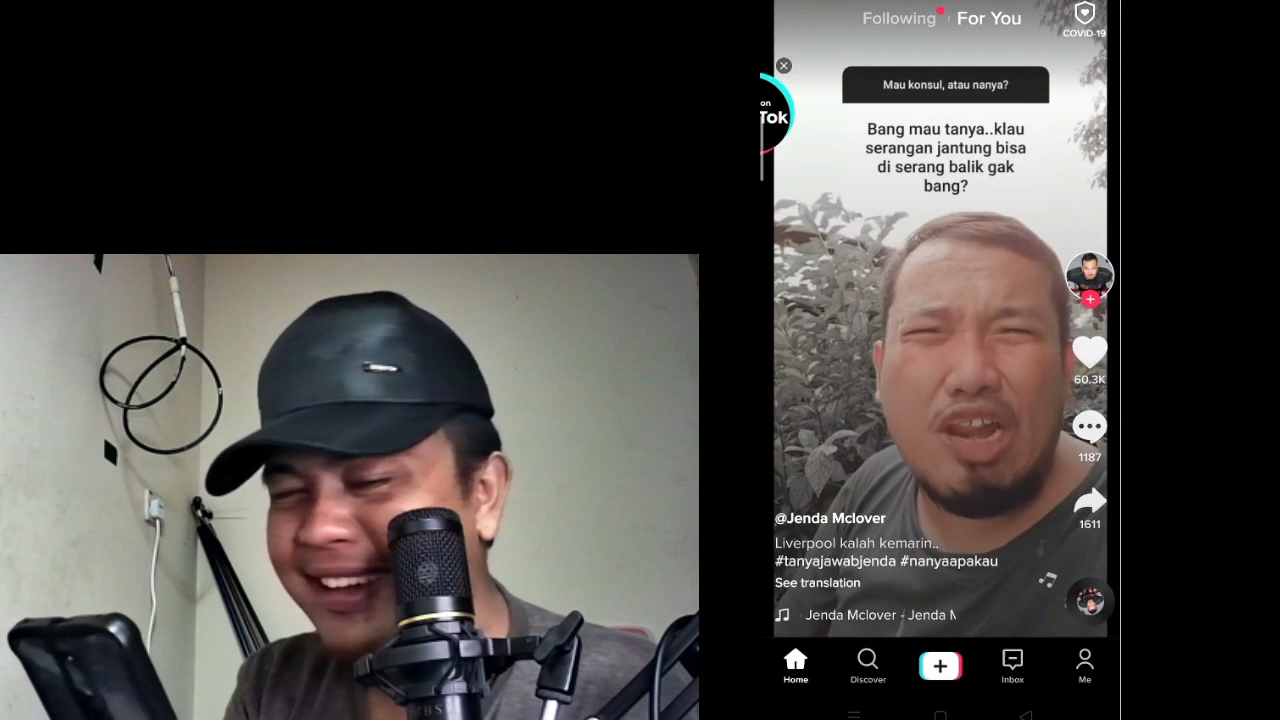 Following
For You
COVID-19
on
Tok
Mau konsul, atau nanya?
Bang mau tanya..klau
serangan jantung bisa
di serang balik gak
bang?
60.3K
1187
1611
@Jenda Mclover
Liverpool kalah kemarin..
#tanyajawabjenda #nanyaapakau
See translation
Jenda Mclover - Jenda M
Home
Discover
Inbox
Me